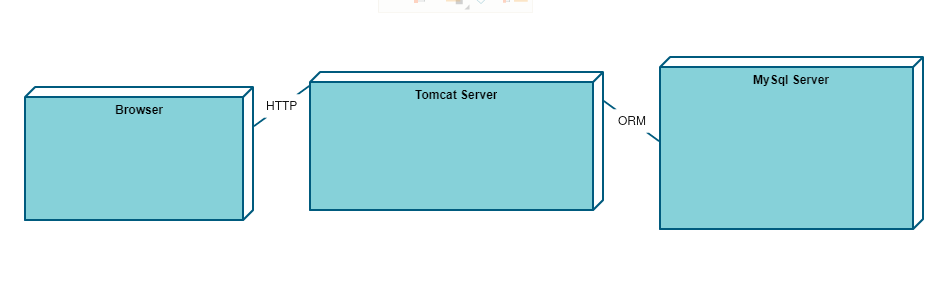 Browser
HTTP
Tomcat Server
ORM
MySql Server